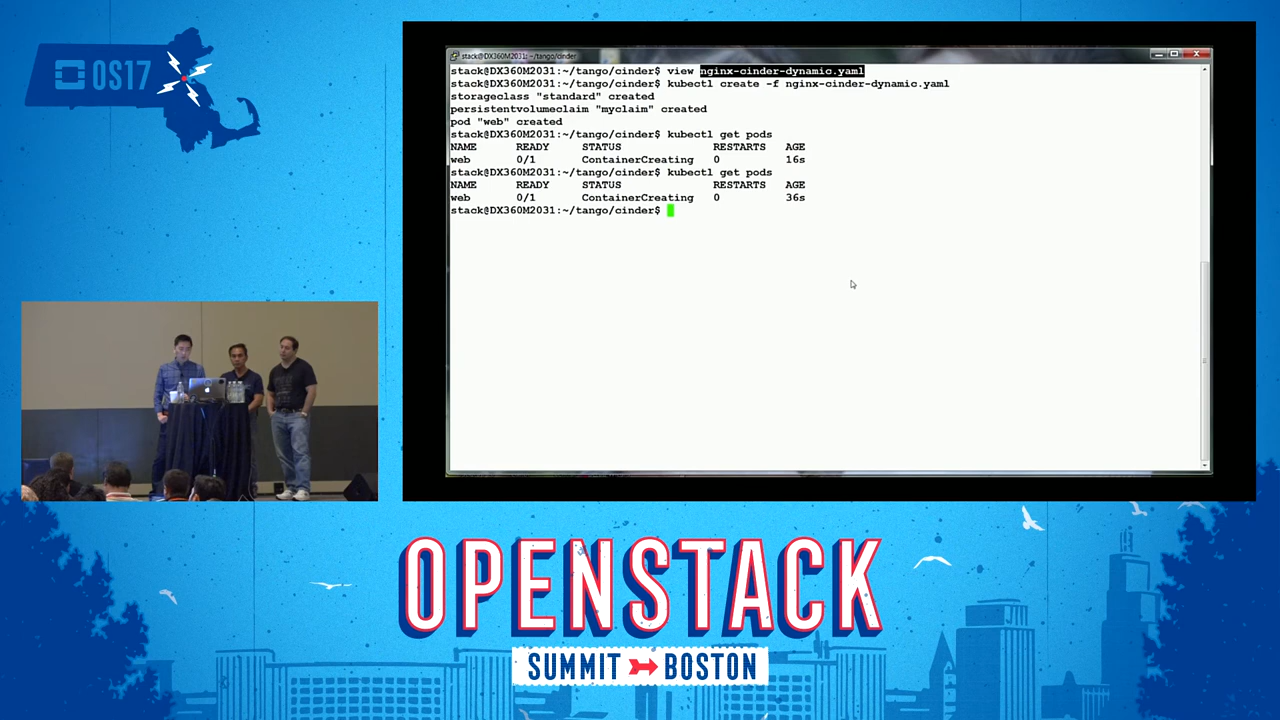 OS17
stack@DX360M2031: ~/tango/cinder
stack@DX360M2031:~/tango/cinder$ view nginx-cinder-dynamic.yaml
stack@DX360M2031:~/tango/cinder$ kubectl create -f nginx-cinder-dynamic.yaml
storageclass "standard" created
persistentvolumeclaim "myclaim" created
pod "web" created
stack@DX360M2031:~/tango/cinder$ kubectl get pods
NAME READY STATUS RESTARTS AGE
web 0/1 ContainerCreating 0 16s
stack@DX360M2031:~/tango/cinder$ kubectl get pods
NAME READY STATUS RESTARTS AGE
web 0/1 ContainerCreating 0 36s
stack@DX360M2031:~/tango/cinder$
OPENSTACK
SUMMIT BOSTON